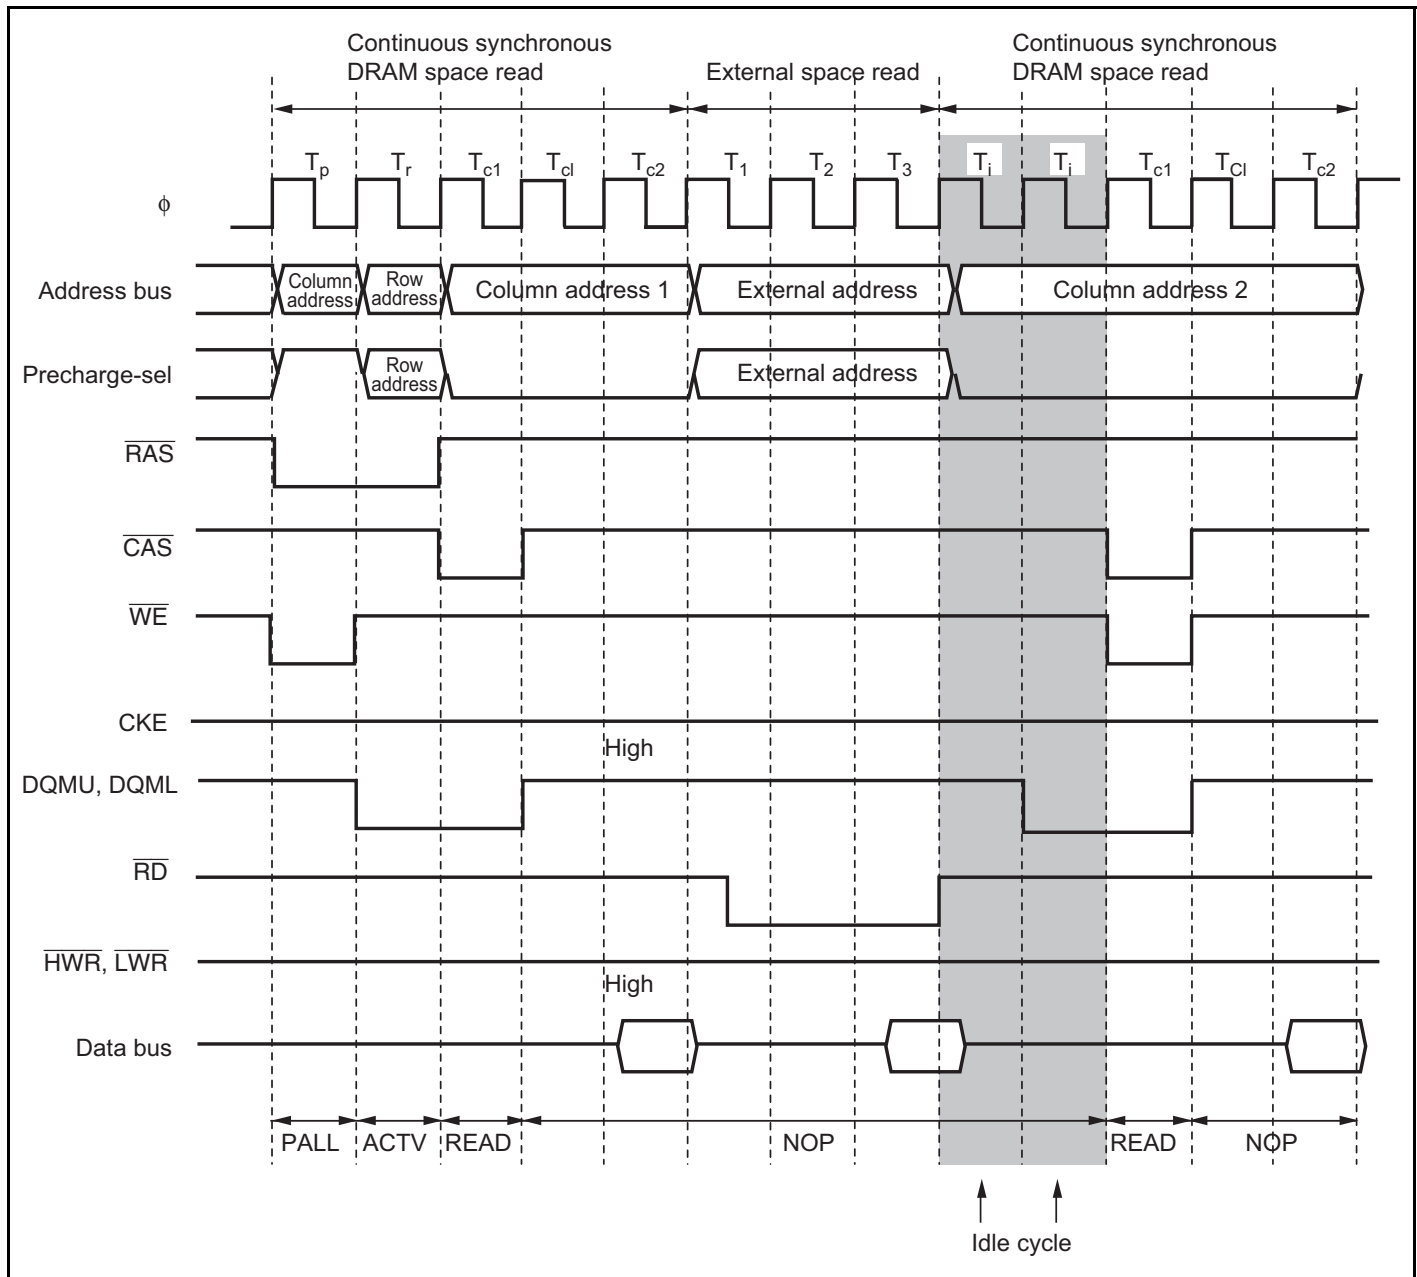 Continuous synchronous
DRAM space read
External space read
Continuous synchronous
DRAM space read
Tp Tr Tc1 Tcl Tc2 T1 T2 T3 Ti Ti Tc1 TCl Tc2
ϕ
Address bus
Column address
Row address
Column address 1
External address
Column address 2
Precharge-sel
Row address
External address
RAS
CAS
WE
CKE
High
DQMU, DQML
RD
HWR, LWR
High
Data bus
PALL ACTV READ NOP READ NOP
Idle cycle